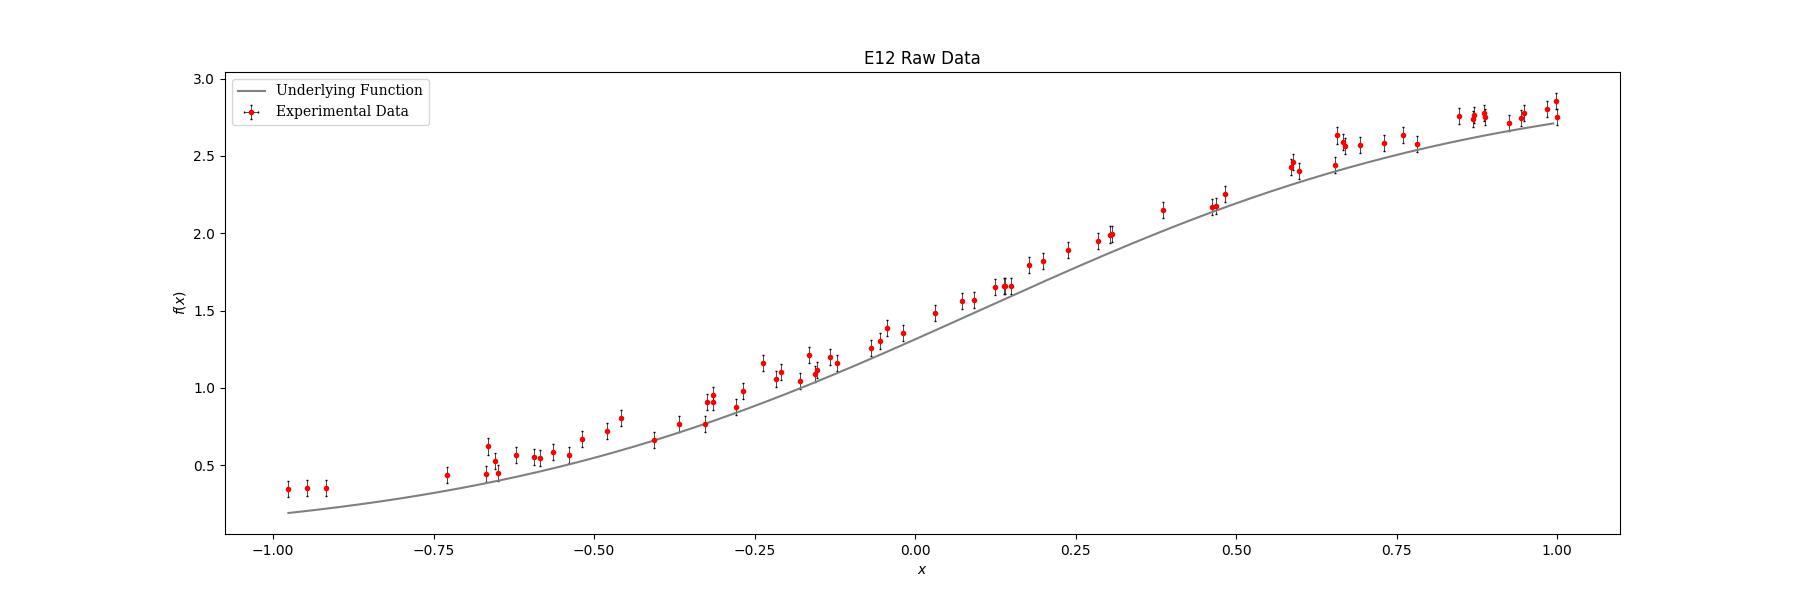 E12 Raw Data
Underlying Function
Experimental Data
3.0
2.5
2.0
1.5
1.0
0.5
f(x)
−1.00 −0.75 −0.50 −0.25 0.00 0.25 0.50 0.75 1.00
x